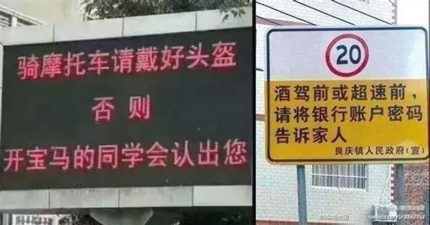 骑摩托车请戴好头盔
否则
开宝马的同学会认出您
20
酒驾前或超速前，
请将银行账户密码
告诉家人
良庆镇人民政府(宣)